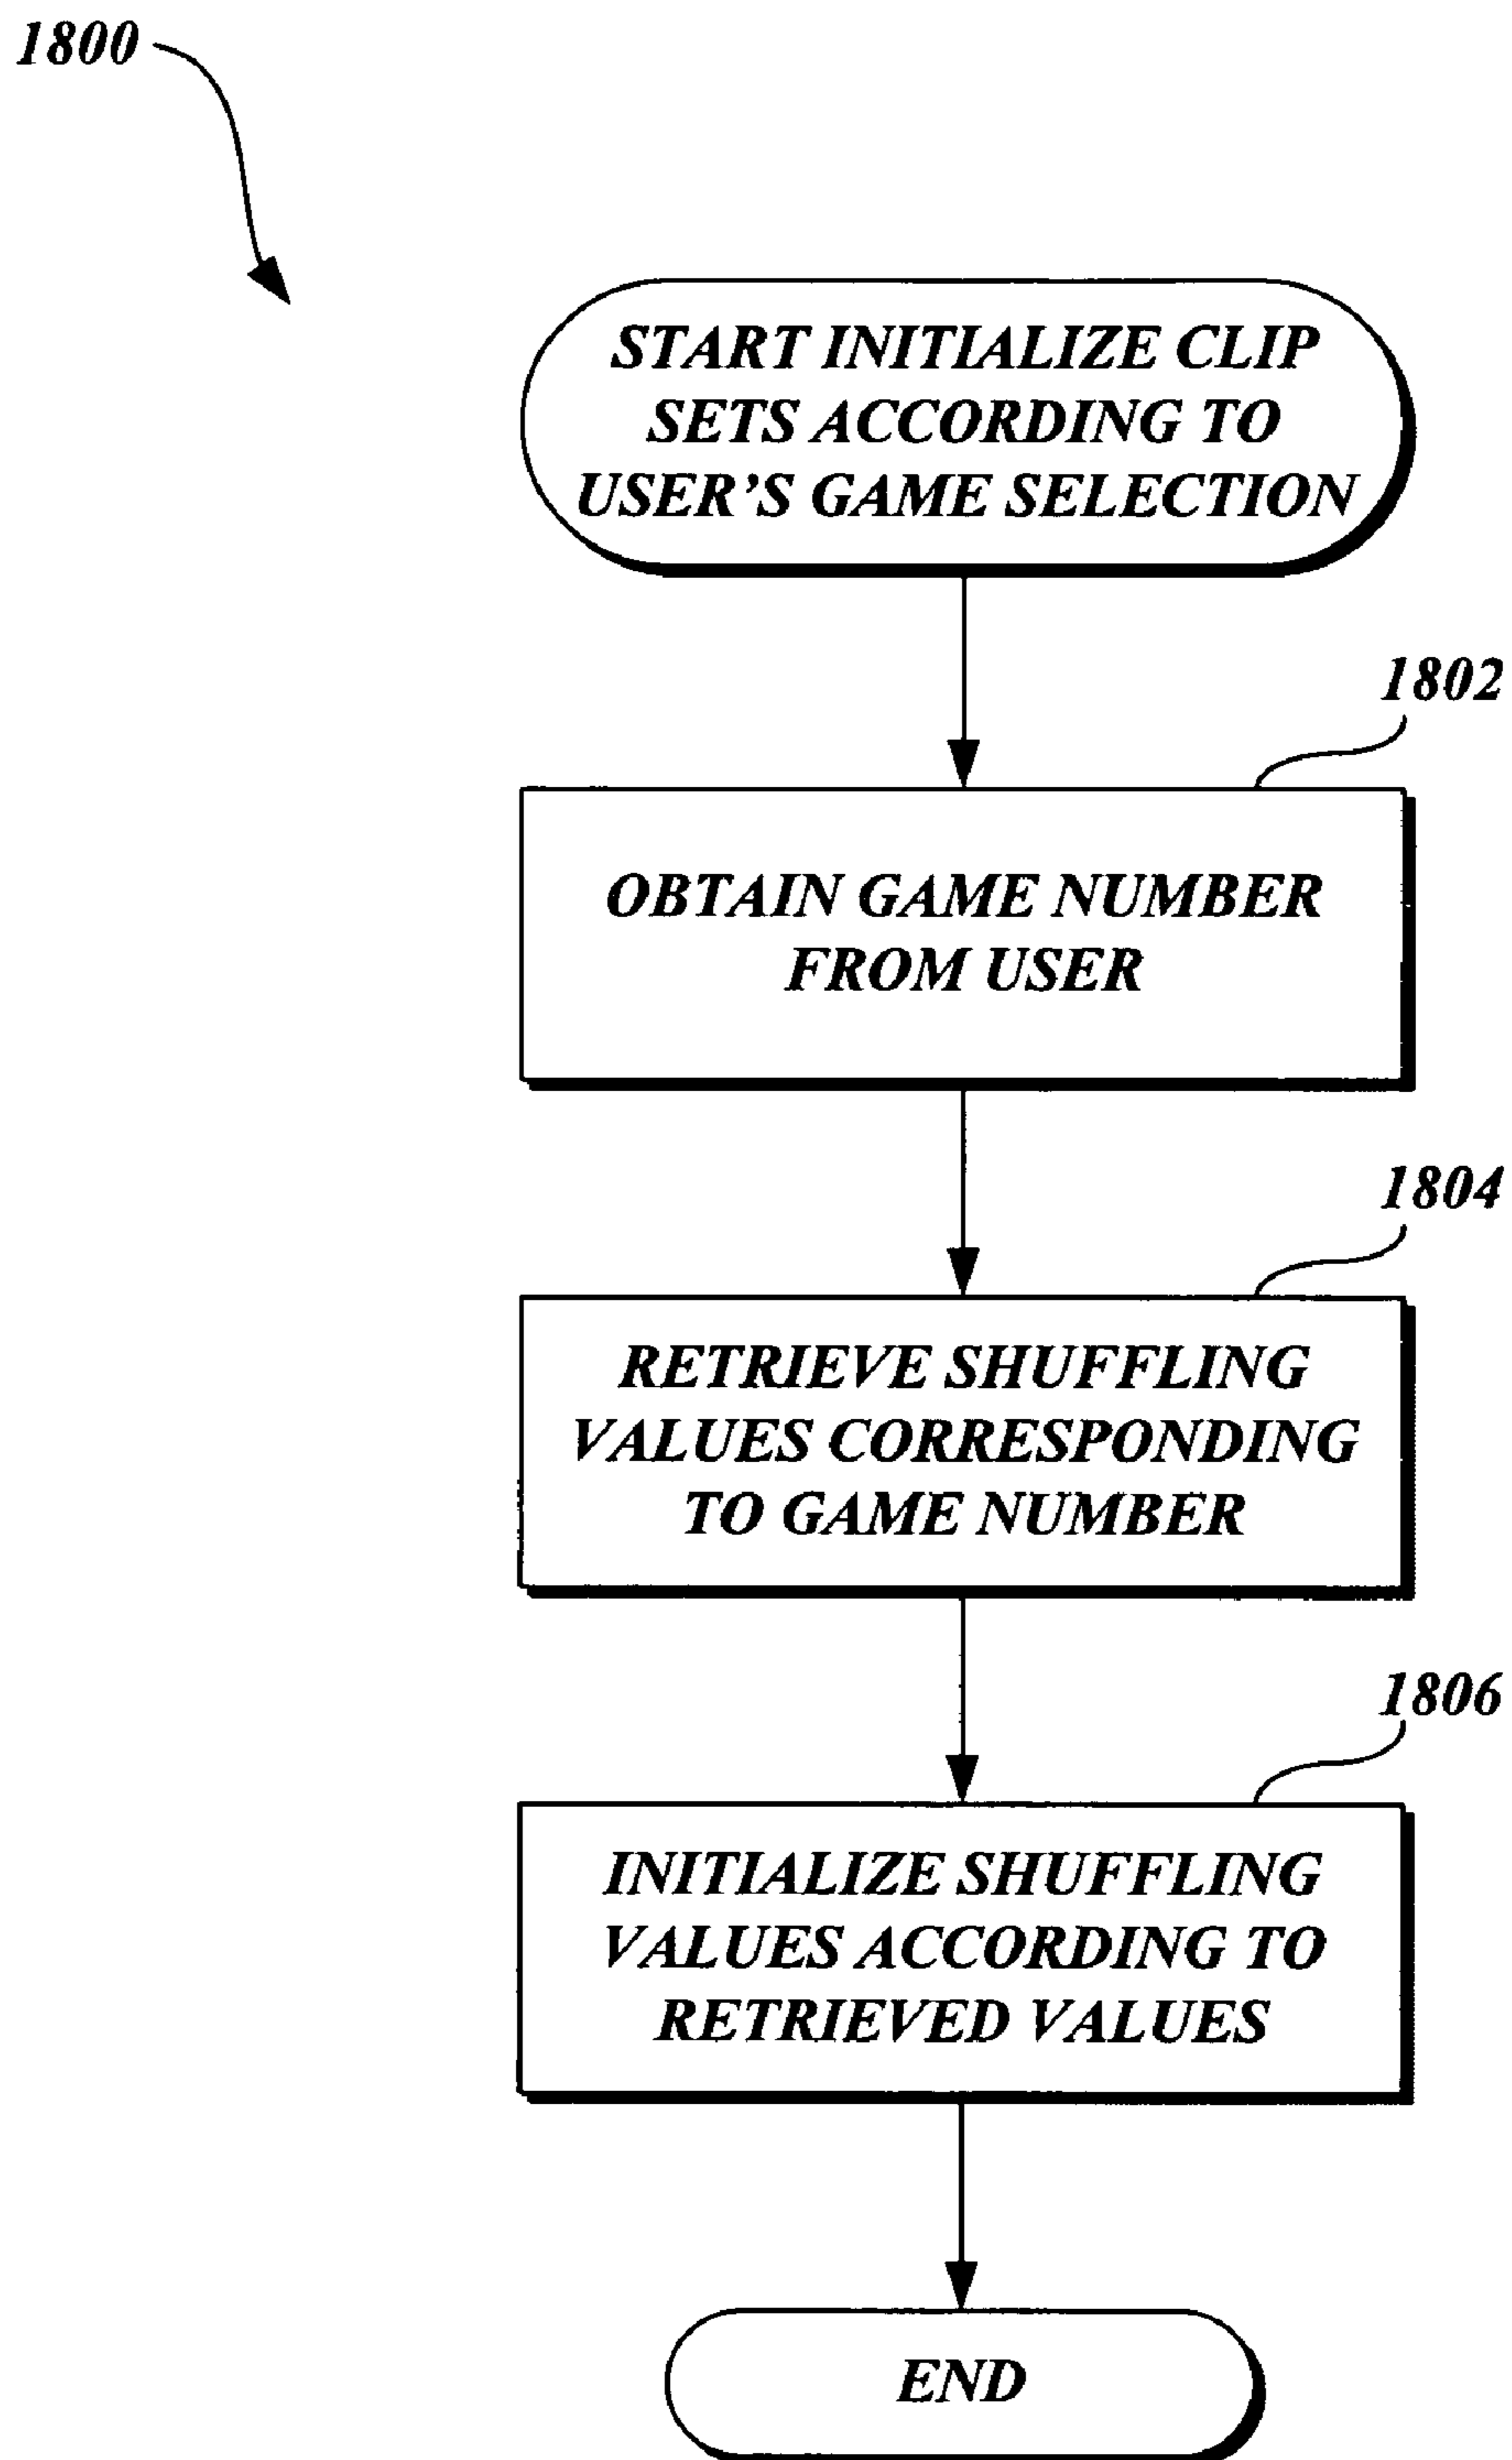 1800
START INITIALIZE CLIP
SETS ACCORDING TO
USER'S GAME SELECTION
1802
OBTAIN GAME NUMBER
FROM USER
1804
RETRIEVE SHUFFLING
VALUES CORRESPONDING
TO GAME NUMBER
1806
INITIALIZE SHUFFLING
VALUES ACCORDING TO
RETRIEVED VALUES
END